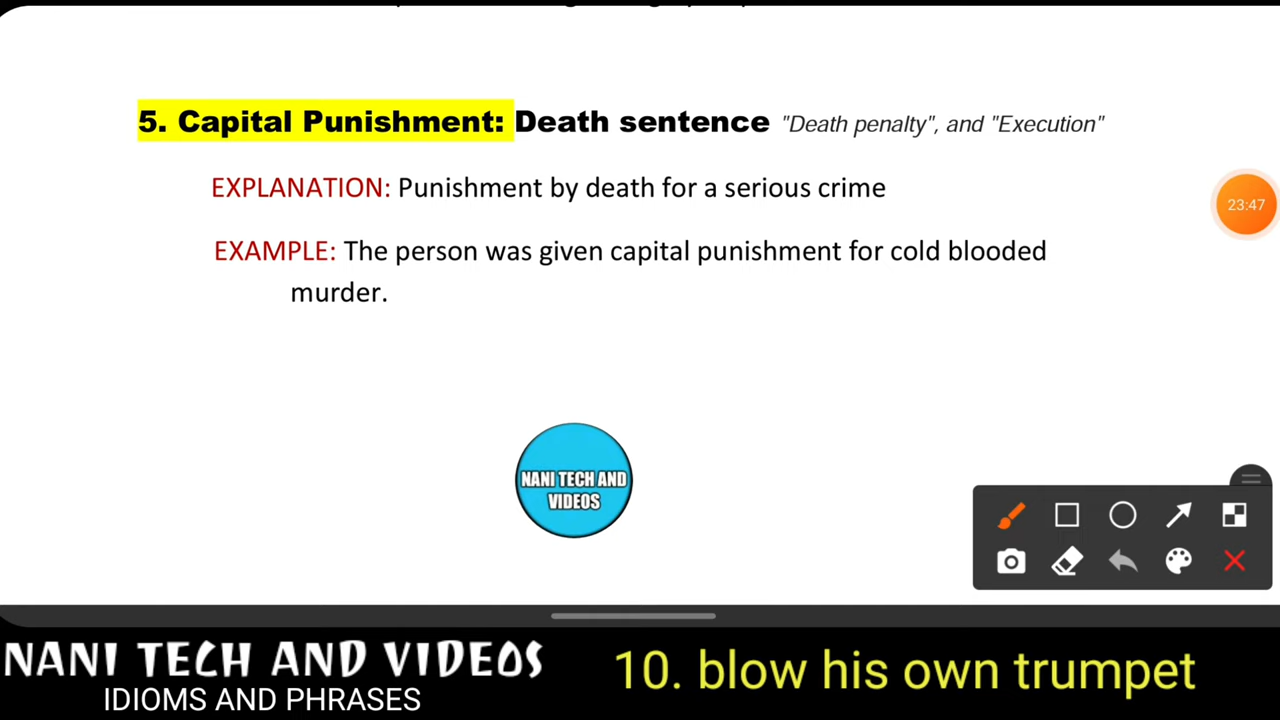 5. Capital Punishment: Death sentence "Death penalty", and "Execution"
EXPLANATION: Punishment by death for a serious crime
23:47
EXAMPLE: The person was given capital punishment for cold blooded
murder.
NANI TECH AND
VIDEOS
NANI TECH AND VIDEOS
10. blow his own trumpet
IDIOMS AND PHRASES